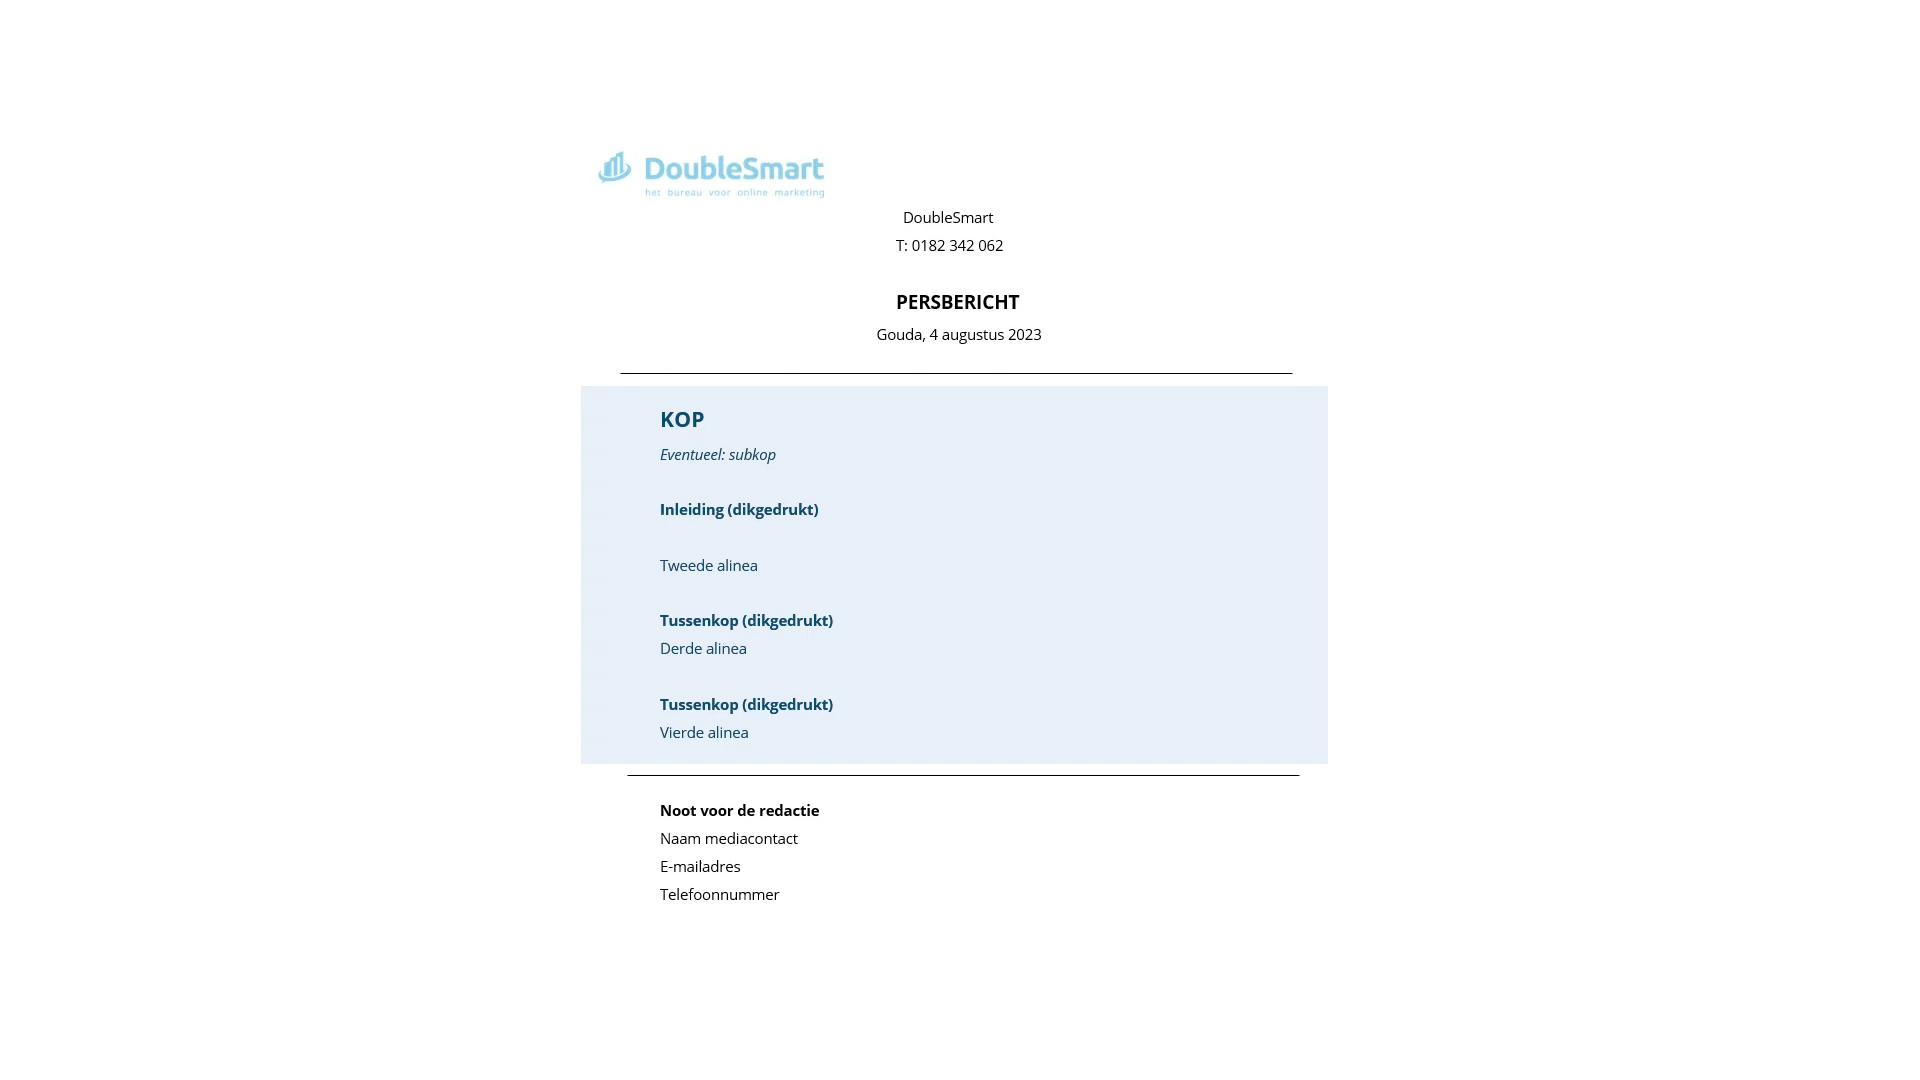 DoubleSmart
het bureau voor online marketing
DoubleSmart
T: 0182 342 062
PERSBERICHT
Gouda, 4 augustus 2023
KOP
Eventueel: subkop
Inleiding (dikgedrukt)
Tweede alinea
Tussenkop (dikgedrukt)
Derde alinea
Tussenkop (dikgedrukt)
Vierde alinea
Noot voor de redactie
Naam mediacontact
E-mailadres
Telefoonnummer